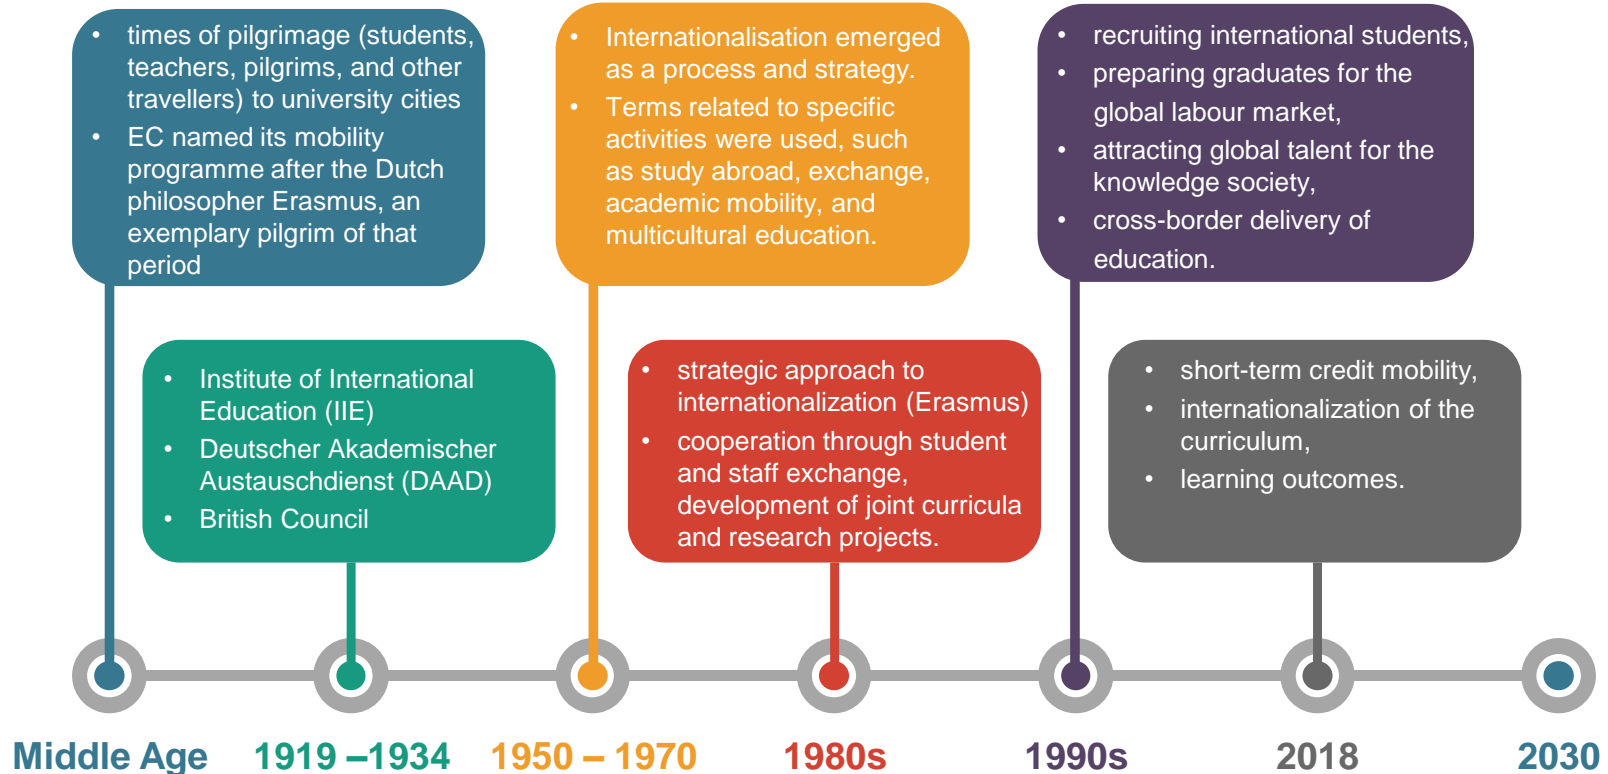 • times of pilgrimage (students,
teachers, pilgrims, and other
travellers) to university cities
• EC named its mobility
programme after the Dutch
philosopher Erasmus, an
exemplary pilgrim of that
period
• Internationalisation emerged
as a process and strategy.
• Terms related to specific
activities were used, such
as study abroad, exchange,
academic mobility, and
multicultural education.
• recruiting international students,
• preparing graduates for the
global labour market,
• attracting global talent for the
knowledge society,
• cross-border delivery of
education.
• Institute of International
Education (IIE)
• Deutscher Akademischer
Austauschdienst (DAAD)
• British Council
• strategic approach to
internationalization (Erasmus)
• cooperation through student
and staff exchange,
development of joint curricula
and research projects.
• short-term credit mobility,
• internationalization of the
curriculum,
• learning outcomes.
Middle Age
1919 –1934
1950 – 1970
1980s
1990s
2018
2030